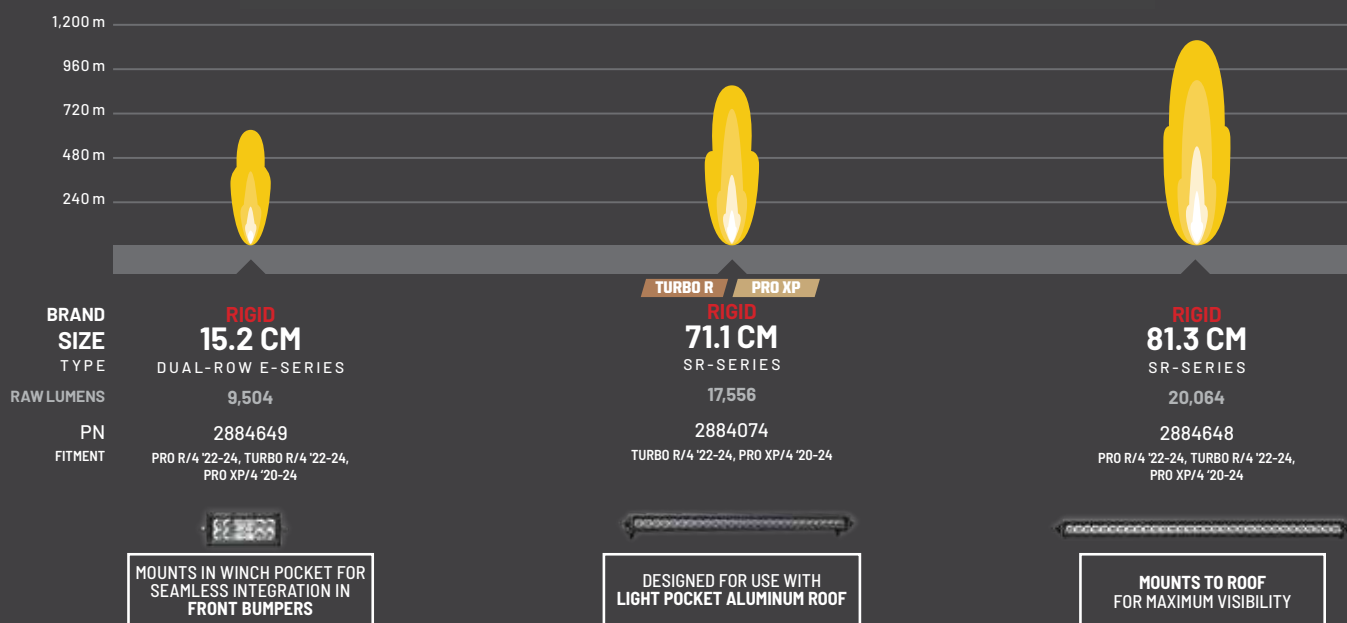 1,200 m
960 m
720 m
480 m
240 m
TURBO R PRO XP
BRAND RIGID RIGID RIGID
SIZE 15.2 CM 71.1 CM 81.3 CM
TYPE DUAL-ROW E-SERIES SR-SERIES SR-SERIES
RAW LUMENS 9,504 17,556 20,064
PN 2884649 2884074 2884648
FITMENT PRO R/4 '22-24, TURBO R/4 '22-24, TURBO R/4 '22-24, PRO XP/4 '20-24 PRO R/4 '22-24, TURBO R/4 '22-24,
PRO XP/4 '20-24 PRO XP/4 '20-24
MOUNTS IN WINCH POCKET FOR
SEAMLESS INTEGRATION IN
FRONT BUMPERS
DESIGNED FOR USE WITH
LIGHT POCKET ALUMINUM ROOF
MOUNTS TO ROOF
FOR MAXIMUM VISIBILITY